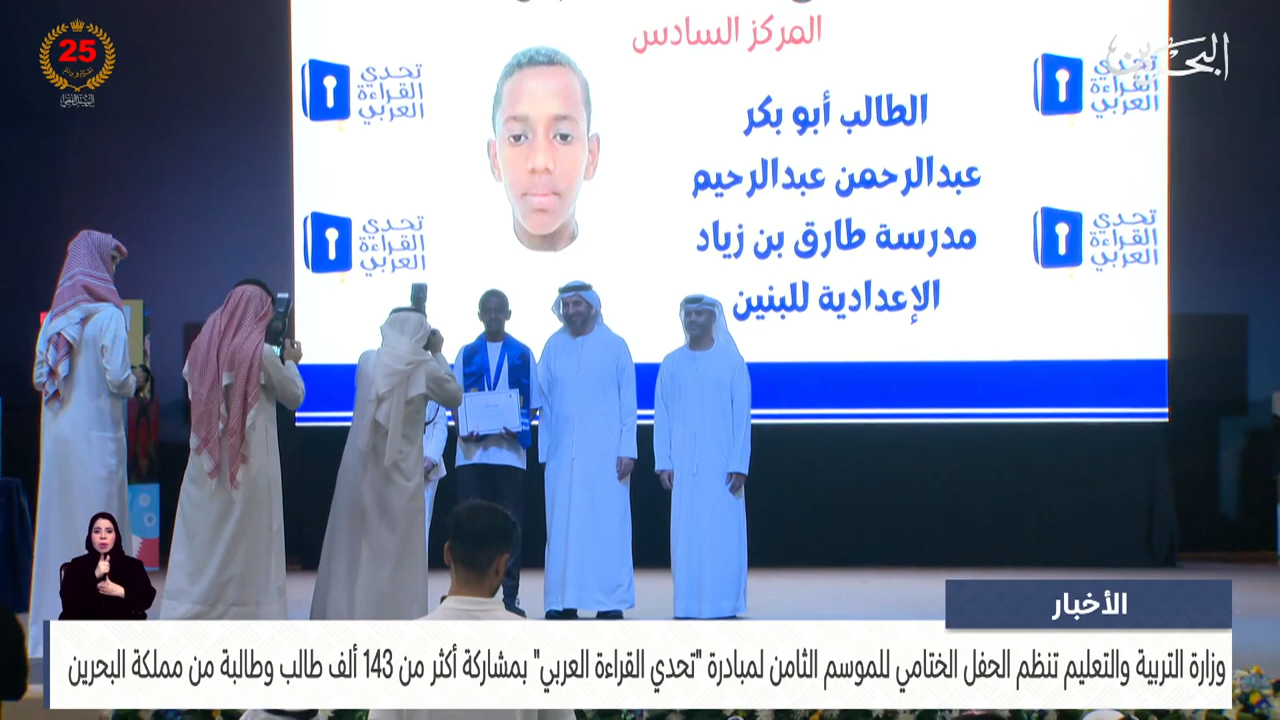 25
المركز السادس
الطالب أبو بكر
عبدالرحمن عبدالرحيم
مدرسة طارق بن زياد
الإعدادية للبنين
تحدي
القراءة
العربي
تحدي
القراءة
العربي
تحدي
القراءة
العربي
تحدي
القراءة
العربي
البحرين
الأخبار
وزارة التربية والتعليم تنظم الحفل الختامي للموسم الثامن لمبادرة "تحدي القراءة العربي" بمشاركة أكثر من 143 ألف طالب وطالبة من مملكة البحرين